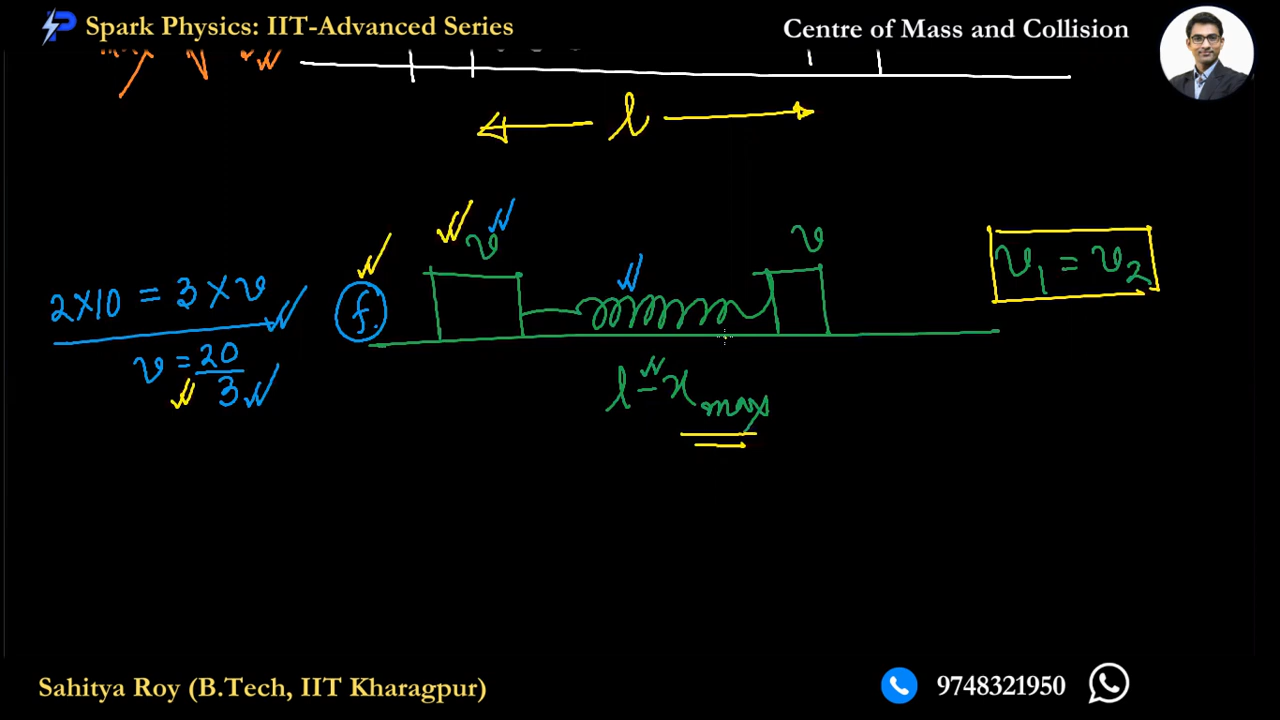 Spark Physics: IIT-Advanced Series
Centre of Mass and Collision
l
v
v
v₁ = v₂
2×10 = 3×v
f.
v = 20/3
l - x max
Sahitya Roy (B.Tech, IIT Kharagpur)
9748321950